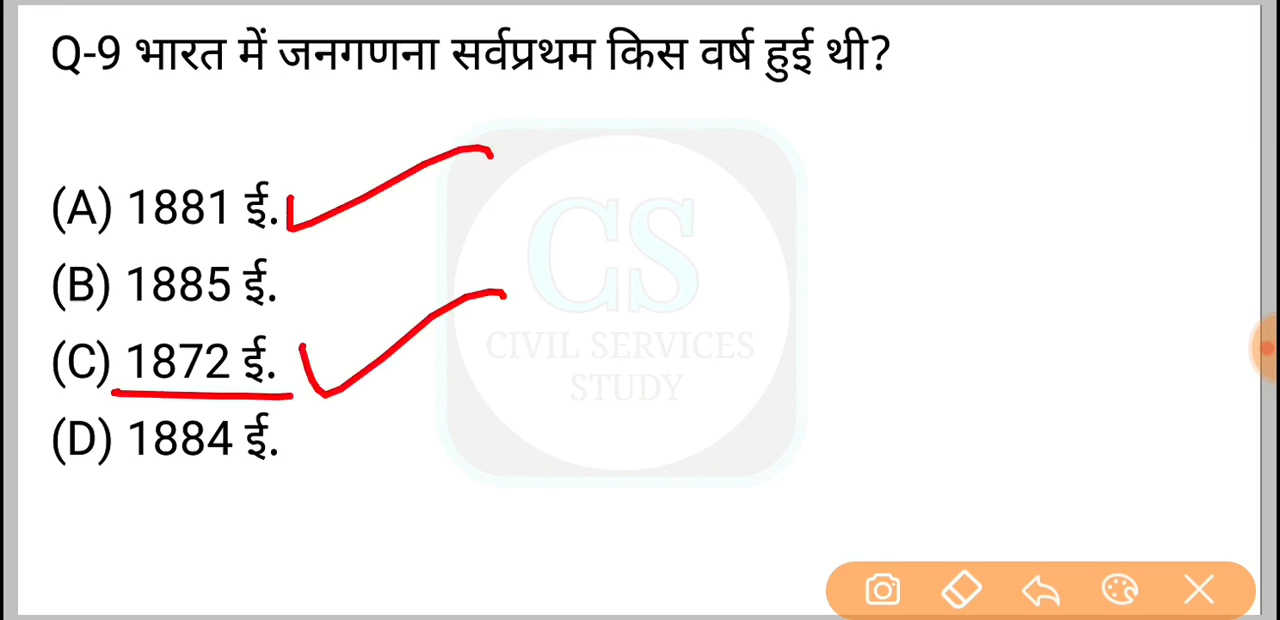 Q-9 भारत में जनगणना सर्वप्रथम किस वर्ष हुई थी?
(A) 1881 ई.
(B) 1885 ई.
(C) 1872 ई.
(D) 1884 ई.
CS
CIVIL SERVICES
STUDY